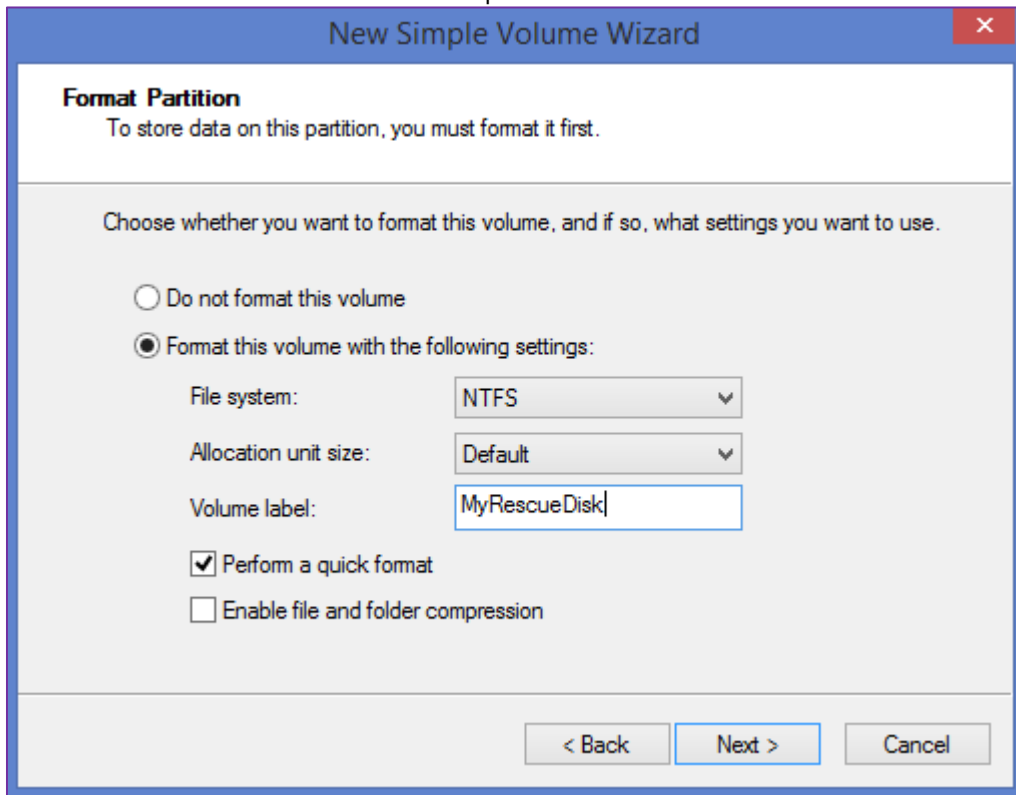 New Simple Volume Wizard
Format Partition
To store data on this partition, you must format it first.
Choose whether you want to format this volume, and if so, what settings you want to use.
Do not format this volume
Format this volume with the following settings:
File system: NTFS
Allocation unit size: Default
Volume label: MyRescueDisk
Perform a quick format
Enable file and folder compression
< Back Next > Cancel